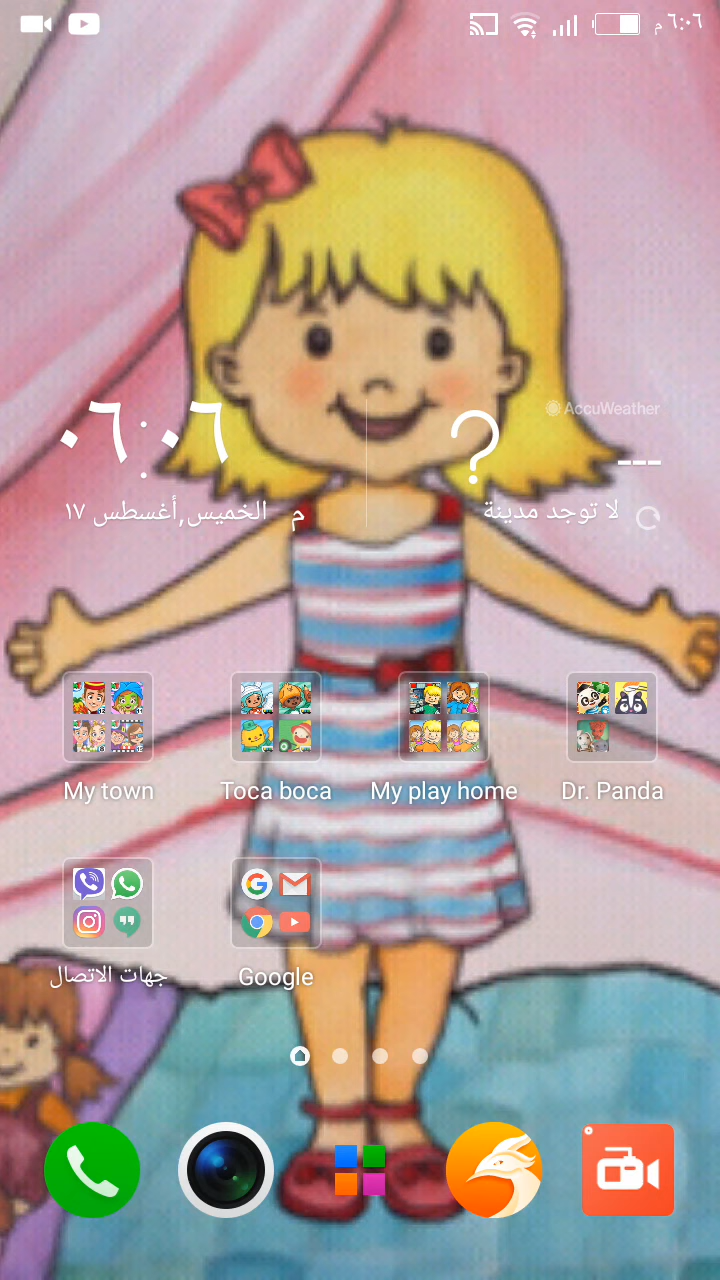 م ٦:٠٦
٠٦:٠٦
AccuWeather
---
م الخميس,أغسطس ١٧
لا توجد مدينة
My town
Toca boca
My play home
Dr. Panda
جهات الاتصال
Google